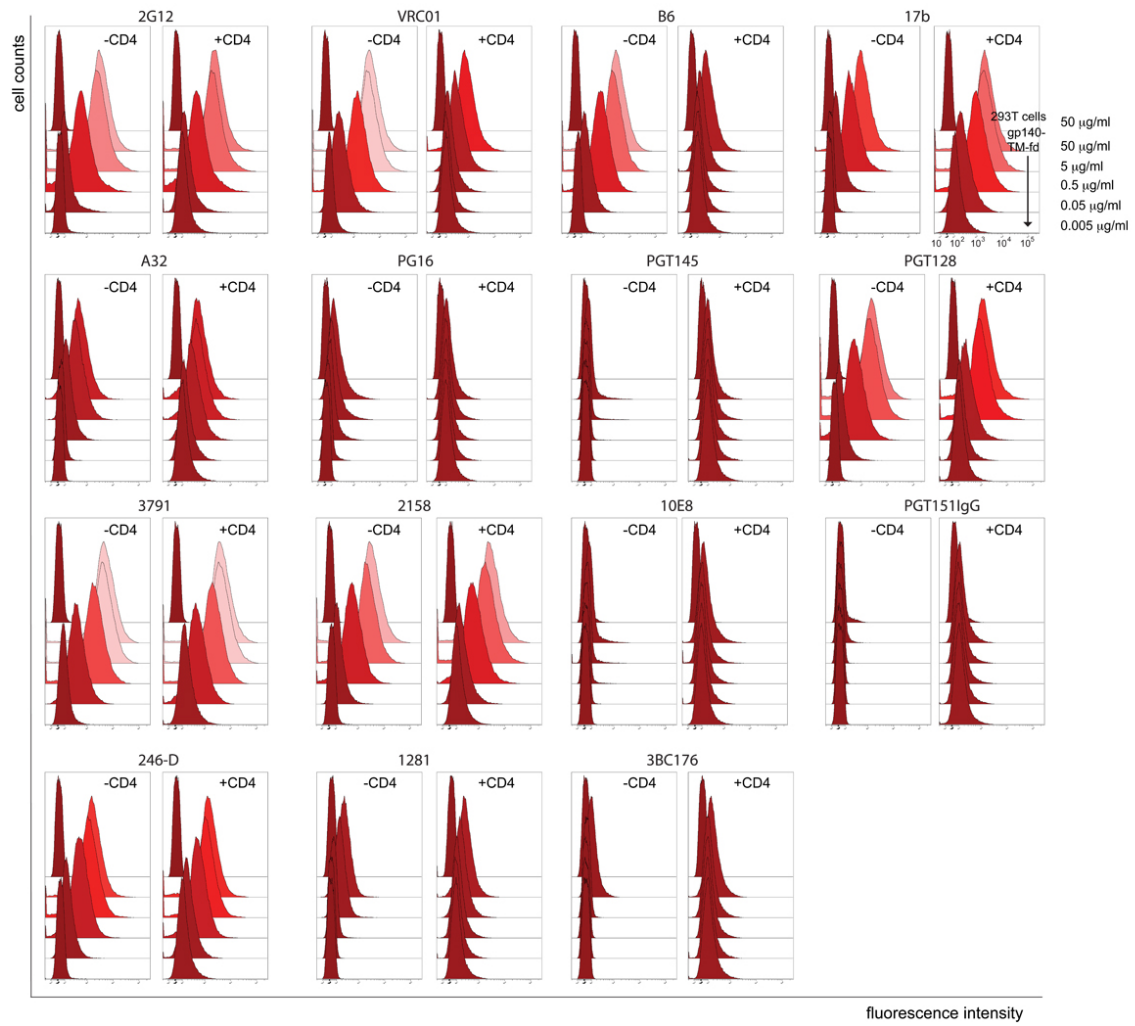 cell counts
2G12
-CD4
+CD4
VRC01
-CD4
+CD4
B6
-CD4
+CD4
17b
-CD4
+CD4
293T cells
gp140-
TM-fd
50 μg/ml
50 μg/ml
5 μg/ml
0.5 μg/ml
0.05 μg/ml
0.005 μg/ml
10 10² 10³ 10⁴ 10⁵
A32
-CD4
+CD4
PG16
-CD4
+CD4
PGT145
-CD4
+CD4
PGT128
-CD4
+CD4
3791
-CD4
+CD4
2158
-CD4
+CD4
10E8
-CD4
+CD4
PGT151IgG
-CD4
+CD4
246-D
-CD4
+CD4
1281
-CD4
+CD4
3BC176
-CD4
+CD4
fluorescence intensity